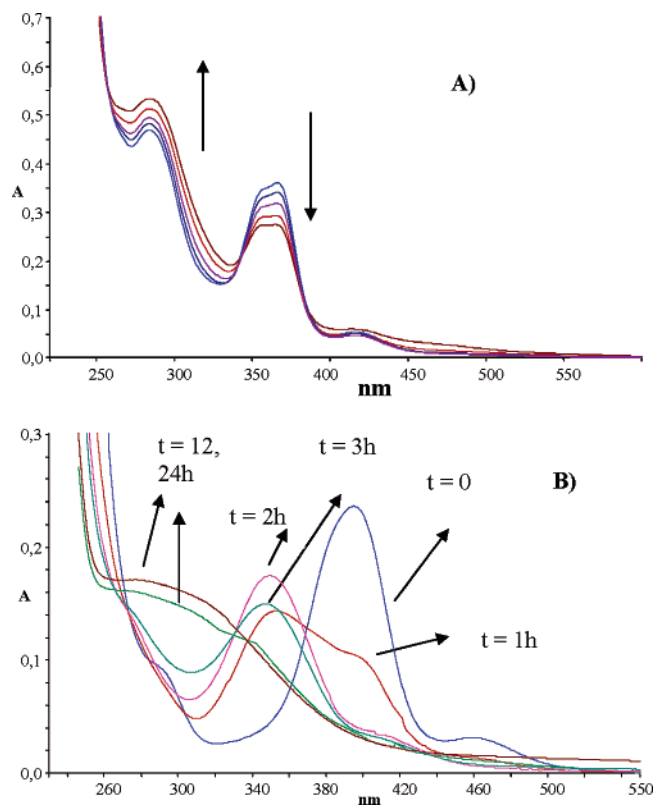 0,7
0,6
A)
0,5
0,4
A
0,3
0,2
0,1
0,0
250 300 350 400 450 500 550
nm
0,3
t = 12,
24h
t = 3h
B)
t = 0
t = 2h
0,2
A
t = 1h
0,1
0,0
260 300 340 380 420 460 500 550
nm